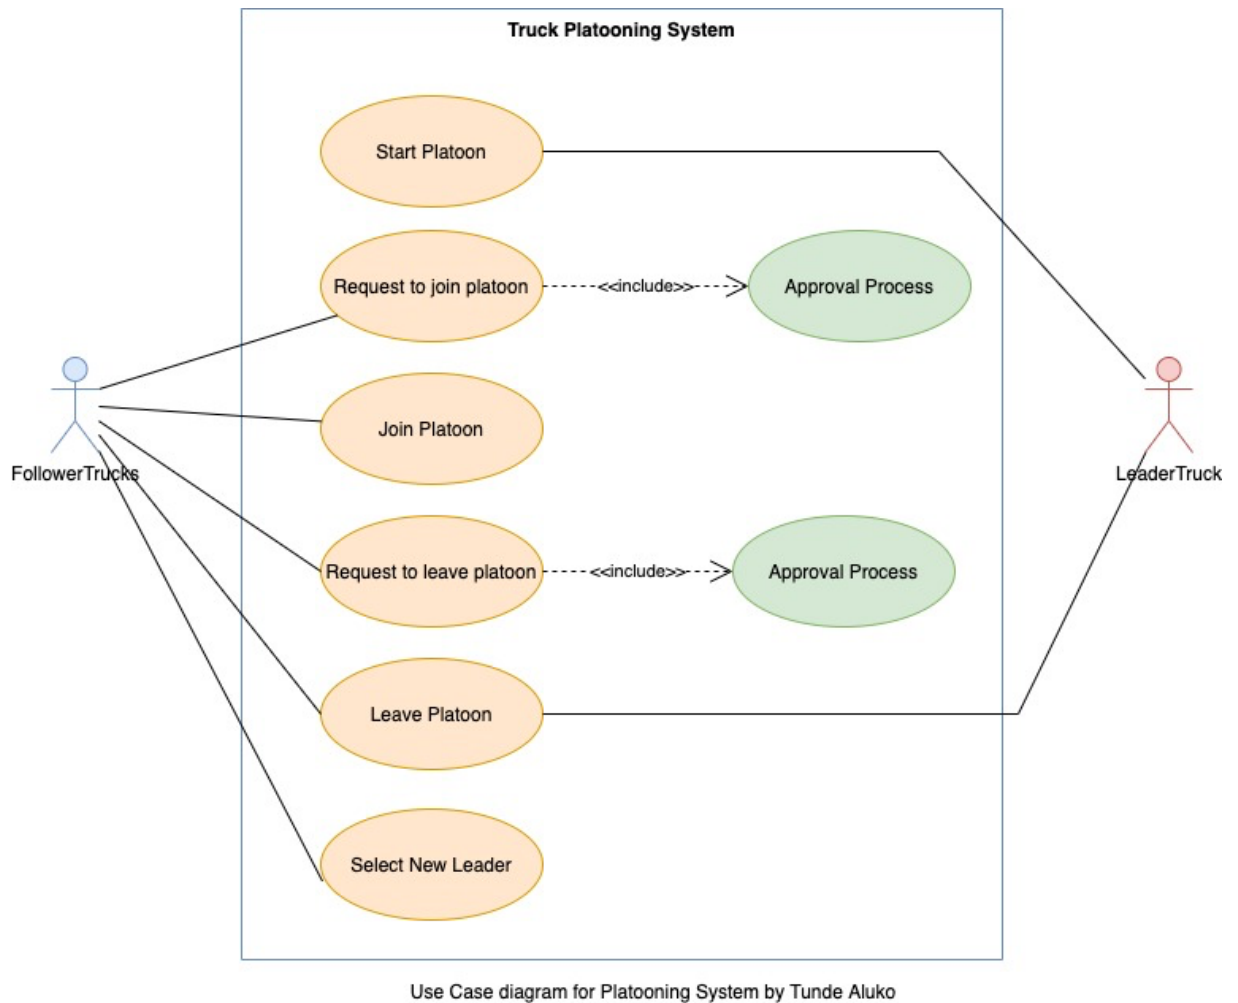 Truck Platooning System
Start Platoon
Request to join platoon
<<include>>
Approval Process
Join Platoon
FollowerTrucks
LeaderTruck
Request to leave platoon
<<include>>
Approval Process
Leave Platoon
Select New Leader
Use Case diagram for Platooning System by Tunde Aluko